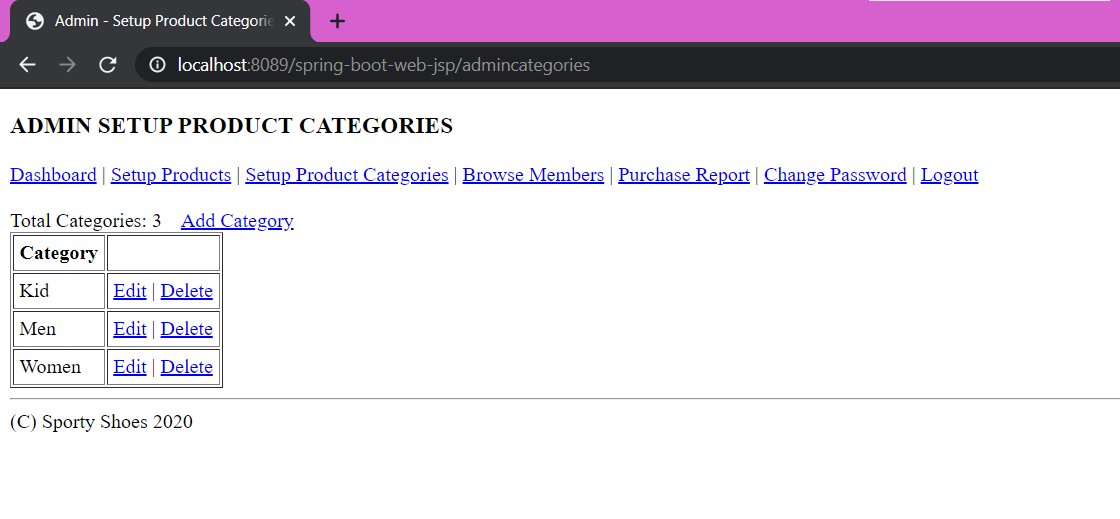 Admin - Setup Product Categorie
localhost:8089/spring-boot-web-jsp/admincategories
ADMIN SETUP PRODUCT CATEGORIES
Dashboard | Setup Products | Setup Product Categories | Browse Members | Purchase Report | Change Password | Logout
Total Categories: 3 Add Category
Category
Kid Edit | Delete
Men Edit | Delete
Women Edit | Delete
(C) Sporty Shoes 2020